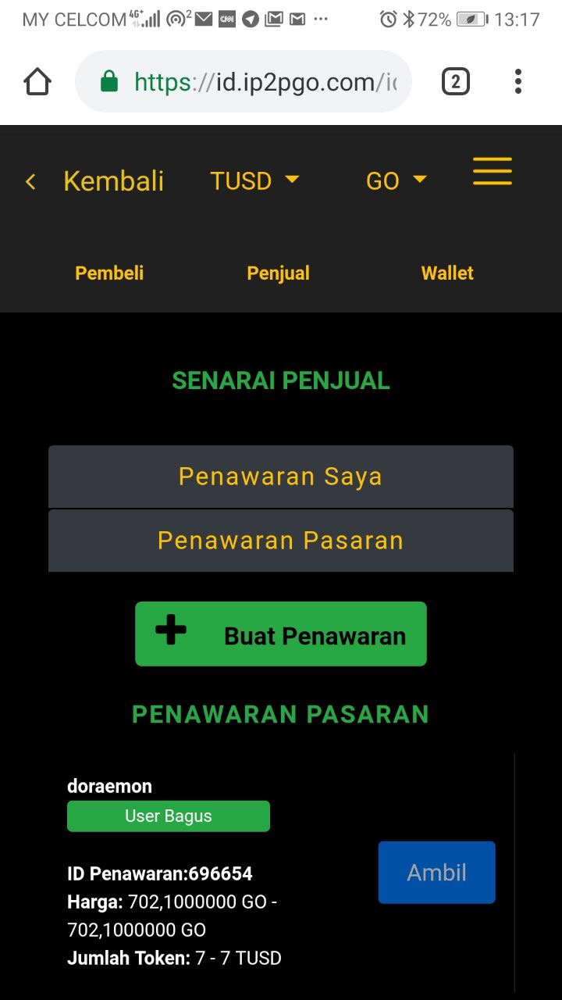 MY CELCOM 4G+ 2 CNN ... 72% 13:17
https://id.ip2pgo.com/i
2
Kembali TUSD GO
Pembeli Penjual Wallet
SENARAI PENJUAL
Penawaran Saya
Penawaran Pasaran
Buat Penawaran
PENAWARAN PASARAN
doraemon
User Bagus
ID Penawaran:696654
Harga: 702,1000000 GO -
702,1000000 GO
Jumlah Token: 7 - 7 TUSD
Ambil